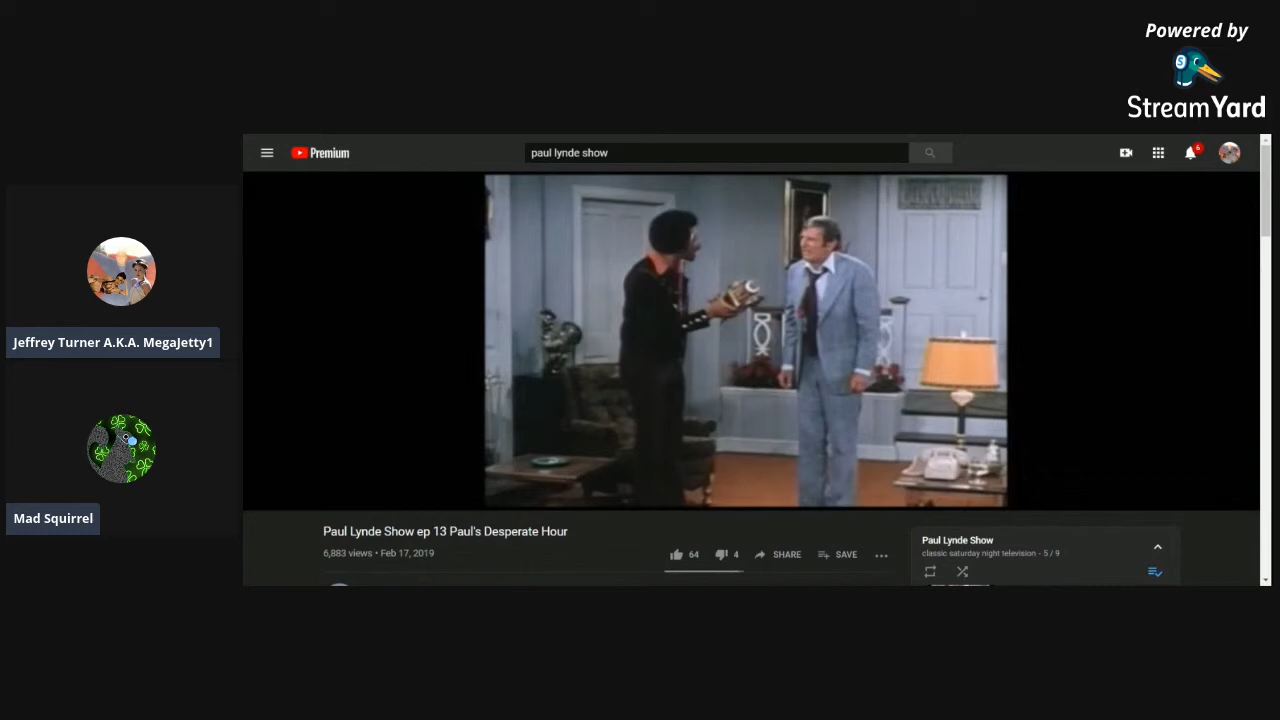 Powered by
StreamYard
Premium
paul lynde show
6
Jeffrey Turner A.K.A. MegaJetty1
Mad Squirrel
Paul Lynde Show ep 13 Paul's Desperate Hour
6,883 views • Feb 17, 2019
64
4
SHARE
SAVE
Paul Lynde Show
classic saturday night television - 5 / 9